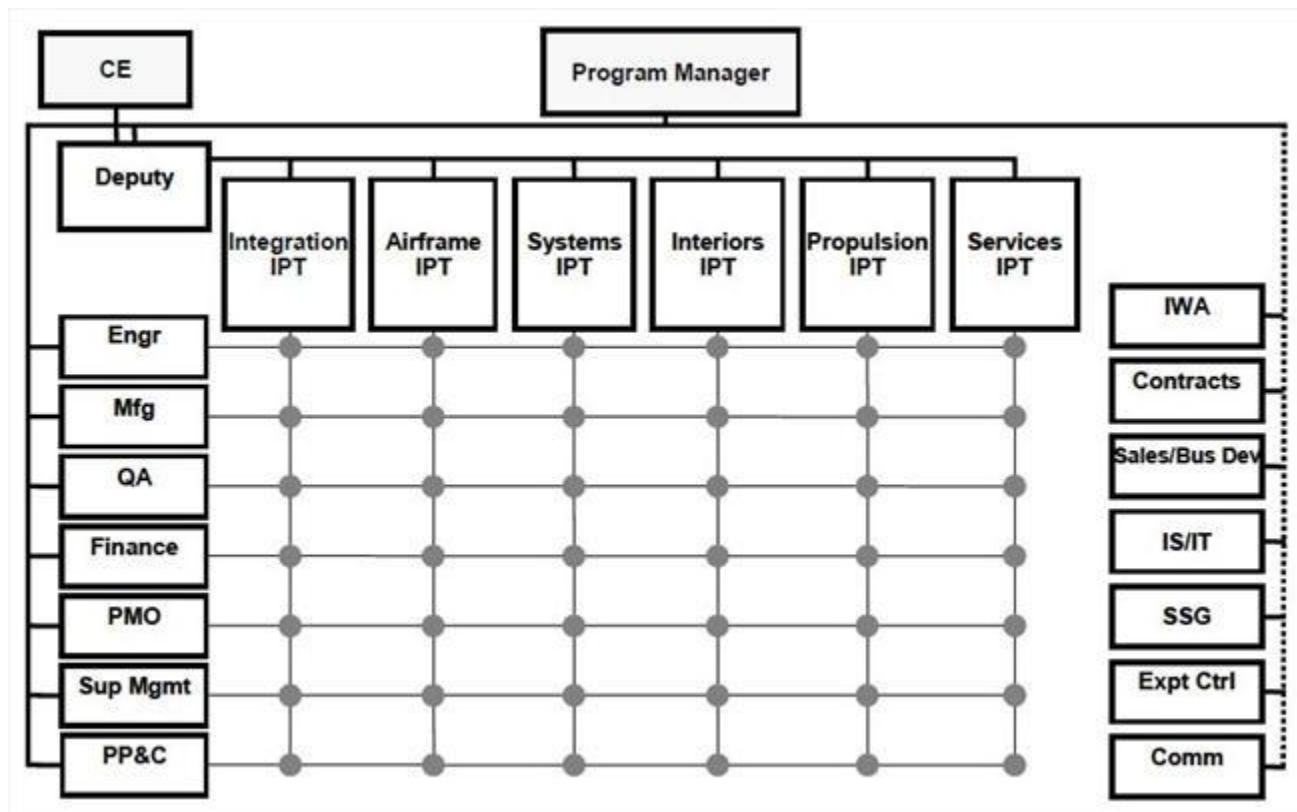 CE
Program Manager
Deputy
Integration
IPT
Airframe
IPT
Systems
IPT
Interiors
IPT
Propulsion
IPT
Services
IPT
Engr
Mfg
QA
Finance
PMO
Sup Mgmt
PP&C
IWA
Contracts
Sales/Bus Dev
IS/IT
SSG
Expt Ctrl
Comm